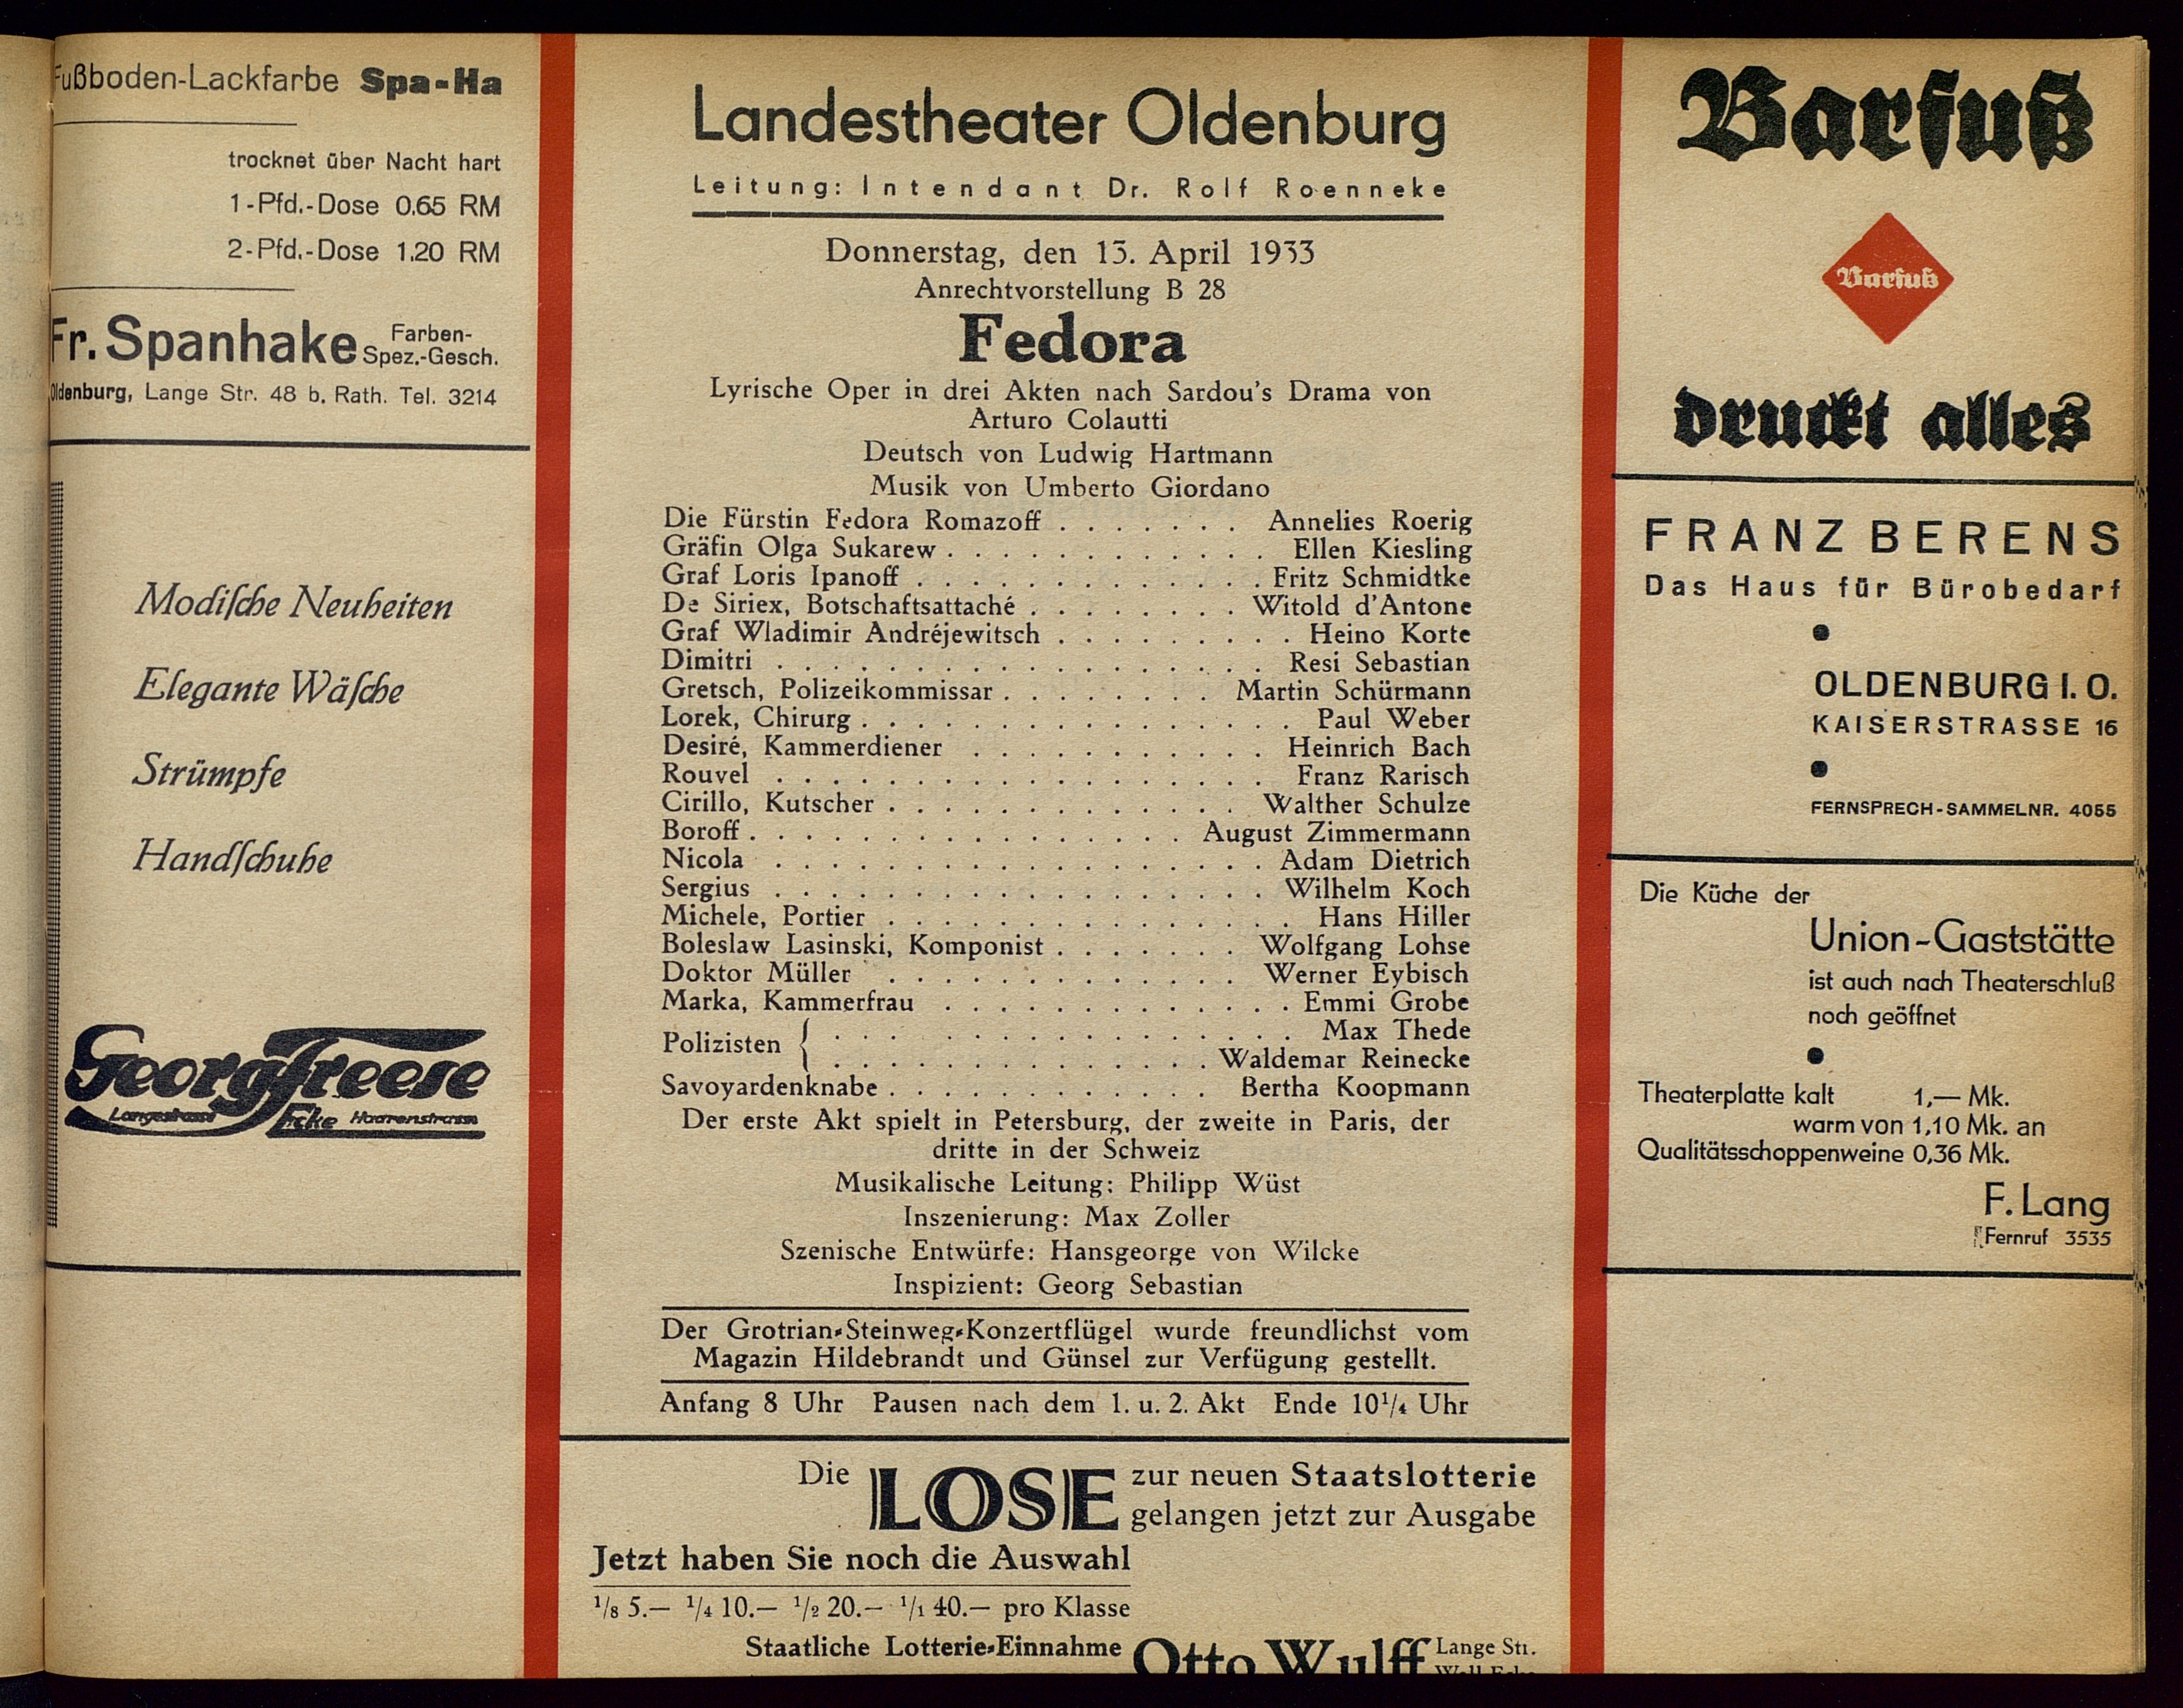 Fußboden-Lackfarbe Spa-Ha
trocknet über Nacht hart
1-Pfd.-Dose 0.65 RM
2-Pfd.-Dose 1.20 RM
Fr. Spanhake Farben-
Spez.-Gesch.
Oldenburg, Lange Str. 48 b. Rath. Tel. 3214
Modische Neuheiten
Elegante Wäsche
Strümpfe
Handschuhe
Georg Freese
Langestrasse Ecke Haarenstrasse
Landestheater Oldenburg
Leitung: Intendant Dr. Rolf Roenneke
Donnerstag, den 13. April 1933
Anrechtvorstellung B 28
Fedora
Lyrische Oper in drei Akten nach Sardou's Drama von
Arturo Colautti
Deutsch von Ludwig Hartmann
Musik von Umberto Giordano
Die Fürstin Fedora Romazoff . . . . . . . Annelies Roerig
Gräfin Olga Sukarew . . . . . . . . . . . . Ellen Kiesling
Graf Loris Ipanoff . . . . . . . . . . . . . Fritz Schmidtke
De Siriex, Botschaftsattaché . . . . . . . . Witold d'Antone
Graf Wladimir Andréjewitsch . . . . . . . . . Heino Korte
Dimitri . . . . . . . . . . . . . . . . . . Resi Sebastian
Gretsch, Polizeikommissar . . . . . . . . Martin Schürmann
Lorek, Chirurg . . . . . . . . . . . . . . . . Paul Weber
Desiré, Kammerdiener . . . . . . . . . . . Heinrich Bach
Rouvel . . . . . . . . . . . . . . . . . . Franz Rarisch
Cirillo, Kutscher . . . . . . . . . . . . . Walther Schulze
Boroff . . . . . . . . . . . . . . . . August Zimmermann
Nicola . . . . . . . . . . . . . . . . . . Adam Dietrich
Sergius . . . . . . . . . . . . . . . . . . Wilhelm Koch
Michele, Portier . . . . . . . . . . . . . . . Hans Hiller
Boleslaw Lasinski, Komponist . . . . . . . Wolfgang Lohse
Doktor Müller . . . . . . . . . . . . . Werner Eybisch
Marka, Kammerfrau . . . . . . . . . . . . . Emmi Grobe
Polizisten { . . . . . . . . . . . . . . . . . Max Thede
. . . . . . . . . . . . . . Waldemar Reinecke
Savoyardenknabe . . . . . . . . . . . . Bertha Koopmann
Der erste Akt spielt in Petersburg, der zweite in Paris, der
dritte in der Schweiz
Musikalische Leitung: Philipp Wüst
Inszenierung: Max Zoller
Szenische Entwürfe: Hansgeorge von Wilcke
Inspizient: Georg Sebastian
Der Grotrian-Steinweg-Konzertflügel wurde freundlichst vom
Magazin Hildebrandt und Günsel zur Verfügung gestellt.
Anfang 8 Uhr Pausen nach dem 1. u. 2. Akt Ende 10¼ Uhr
Die LOSE zur neuen Staatslotterie
gelangen jetzt zur Ausgabe
Jetzt haben Sie noch die Auswahl
1/8 5.— 1/4 10.— 1/2 20.— 1/1 40.— pro Klasse
Staatliche Lotterie-Einnahme Otto Wulff Lange Str.
Barfuß
Barfuß
druckt alles
FRANZ BERENS
Das Haus für Bürobedarf
OLDENBURG I. O.
KAISERSTRASSE 16
FERNSPRECH-SAMMELNR. 4055
Die Küche der
Union-Gaststätte
ist auch nach Theaterschluß
noch geöffnet
Theaterplatte kalt 1,— Mk.
warm von 1,10 Mk. an
Qualitätsschoppenweine 0,36 Mk.
F. Lang
Fernruf 3535